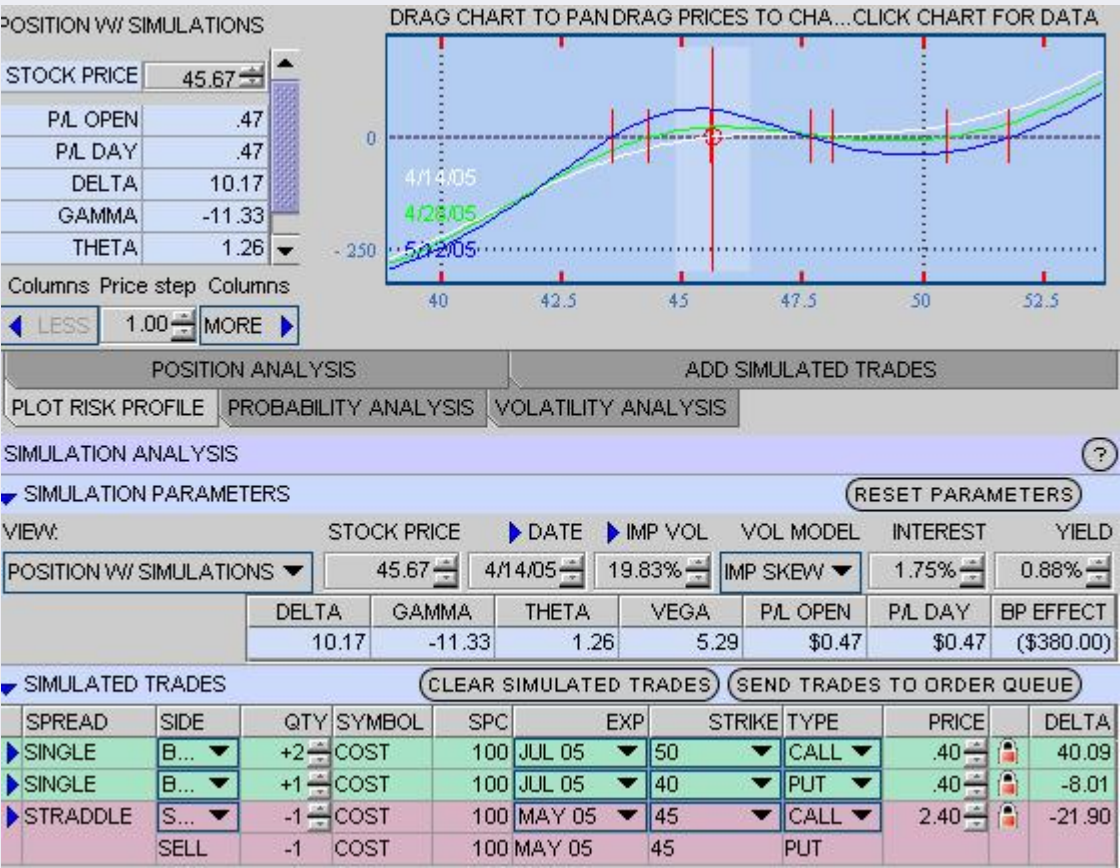 POSITION W/ SIMULATIONS
DRAG CHART TO PAN DRAG PRICES TO CHA...CLICK CHART FOR DATA
STOCK PRICE 45.67
P/L OPEN .47
P/L DAY .47
DELTA 10.17
GAMMA -11.33
THETA 1.26
0
- 250
4/14/05
4/28/05
5/12/05
40 42.5 45 47.5 50 52.5
Columns Price step Columns
LESS 1.00 MORE
POSITION ANALYSIS ADD SIMULATED TRADES
PLOT RISK PROFILE PROBABILITY ANALYSIS VOLATILITY ANALYSIS
SIMULATION ANALYSIS ?
SIMULATION PARAMETERS RESET PARAMETERS
VIEW: STOCK PRICE DATE IMP VOL VOL MODEL INTEREST YIELD
POSITION W/ SIMULATIONS 45.67 4/14/05 19.83% IMP SKEW 1.75% 0.88%
DELTA GAMMA THETA VEGA P/L OPEN P/L DAY BP EFFECT
10.17 -11.33 1.26 5.29 $0.47 $0.47 ($380.00)
SIMULATED TRADES CLEAR SIMULATED TRADES SEND TRADES TO ORDER QUEUE
SPREAD SIDE QTY SYMBOL SPC EXP STRIKE TYPE PRICE DELTA
SINGLE B... +2 COST 100 JUL 05 50 CALL .40 40.09
SINGLE B... +1 COST 100 JUL 05 40 PUT .40 -8.01
STRADDLE S... -1 COST 100 MAY 05 45 CALL 2.40 -21.90
SELL -1 COST 100 MAY 05 45 PUT